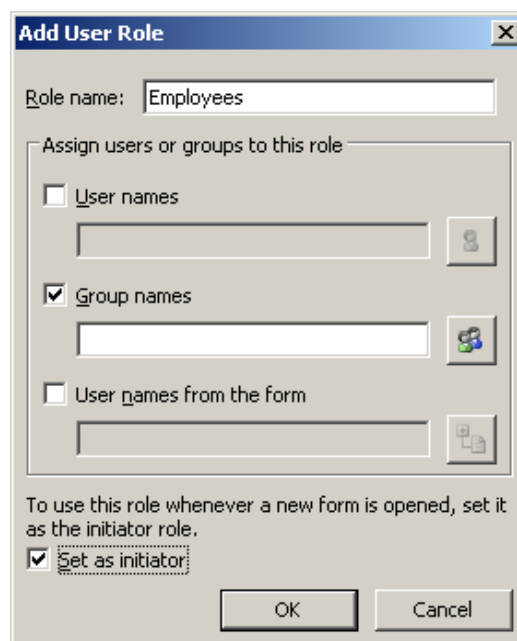 Add User Role
Role name: Employees
Assign users or groups to this role
User names
Group names
User names from the form
To use this role whenever a new form is opened, set it
as the initiator role.
Set as initiator
OK Cancel